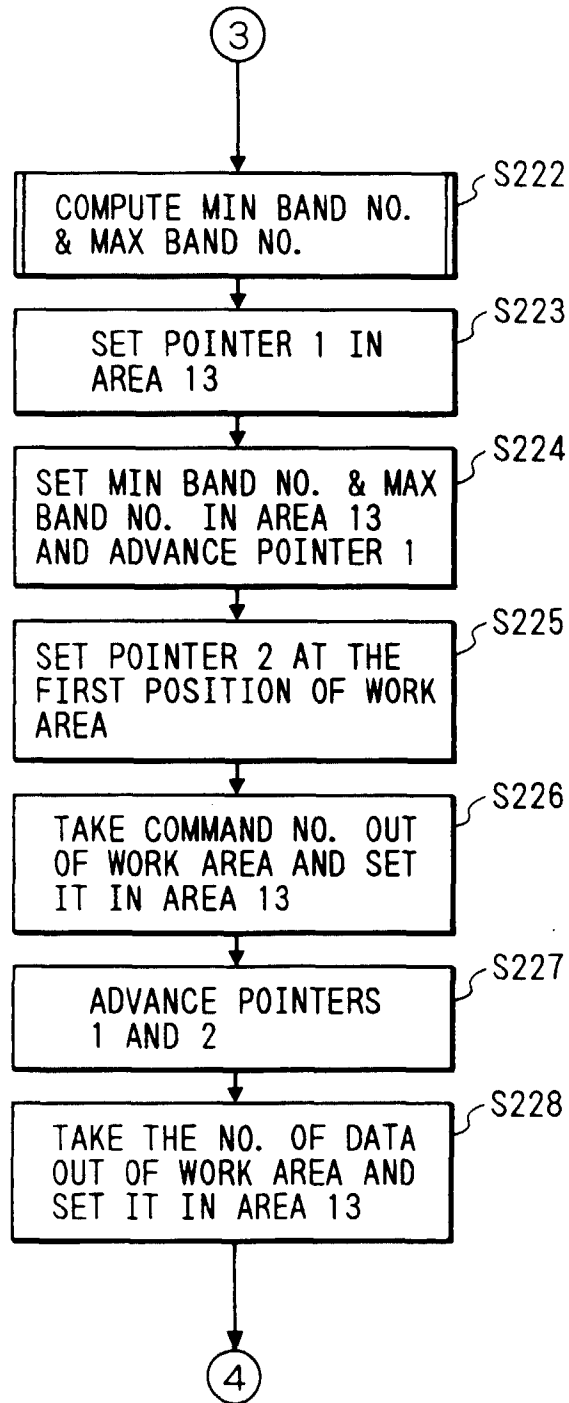 3
S222
COMPUTE MIN BAND NO.
& MAX BAND NO.
S223
SET POINTER 1 IN
AREA 13
S224
SET MIN BAND NO. & MAX
BAND NO. IN AREA 13
AND ADVANCE POINTER 1
S225
SET POINTER 2 AT THE
FIRST POSITION OF WORK
AREA
S226
TAKE COMMAND NO. OUT
OF WORK AREA AND SET
IT IN AREA 13
S227
ADVANCE POINTERS
1 AND 2
S228
TAKE THE NO. OF DATA
OUT OF WORK AREA AND
SET IT IN AREA 13
4